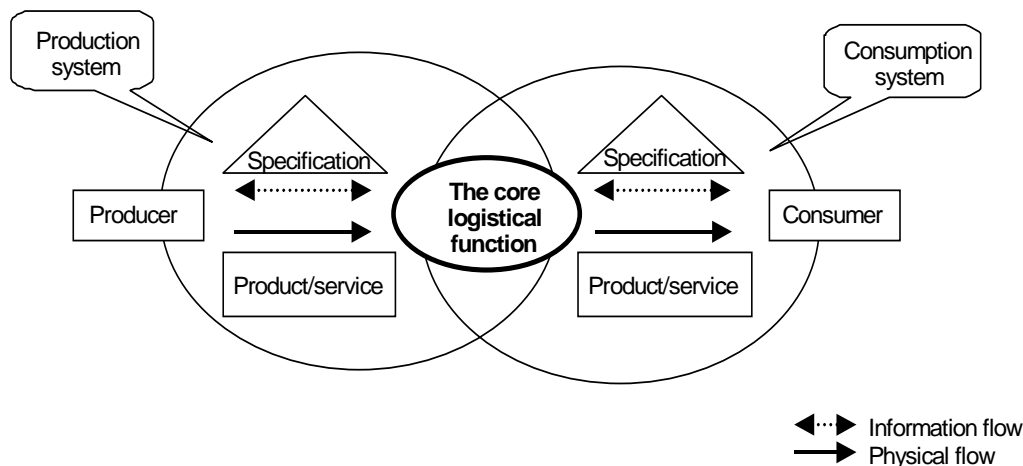 Production
system
Consumption
system
Specification
Specification
Producer
The core
logistical
function
Consumer
Product/service
Product/service
Information flow
Physical flow